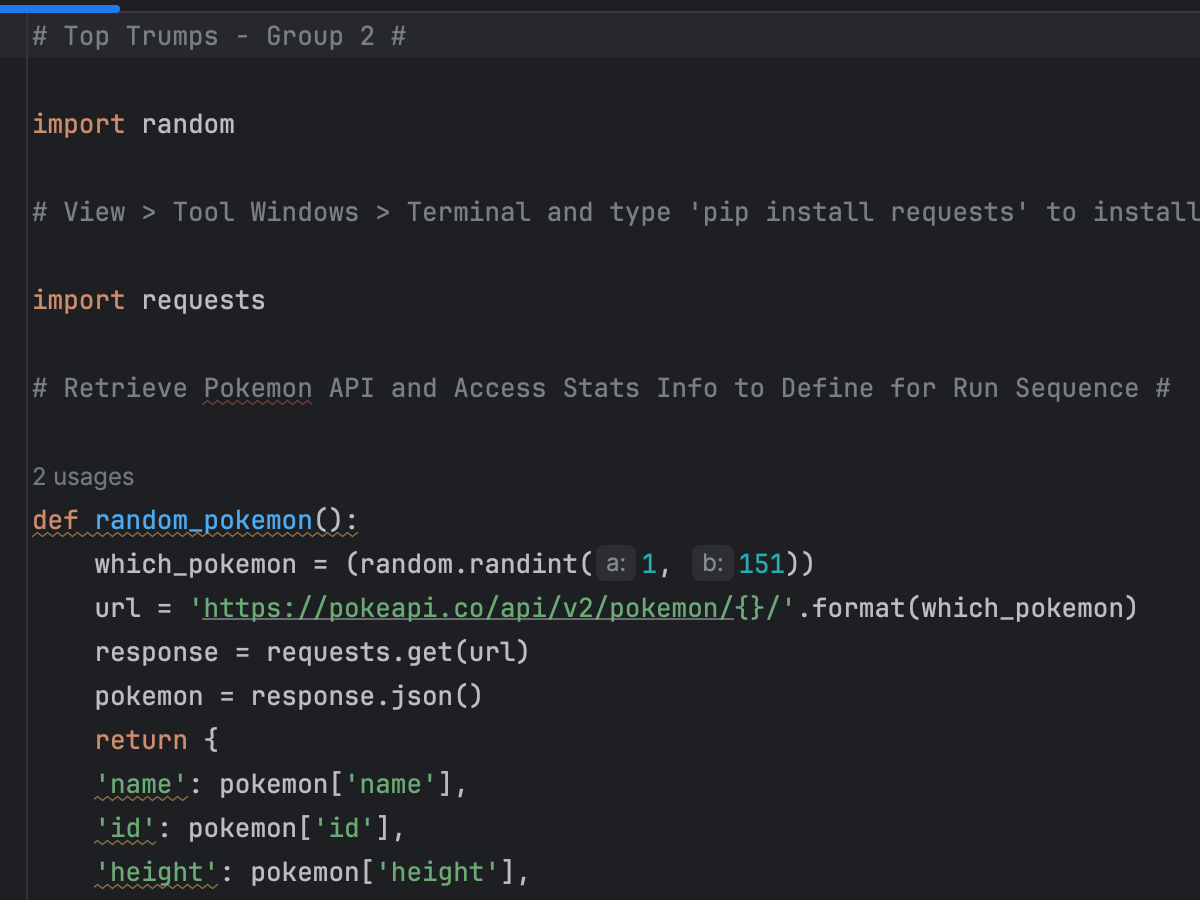 # Top Trumps - Group 2 #
import random
# View > Tool Windows > Terminal and type 'pip install requests' to install
import requests
# Retrieve Pokemon API and Access Stats Info to Define for Run Sequence #
2 usages
def random_pokemon():
    which_pokemon = (random.randint( a: 1,  b: 151))
    url = 'https://pokeapi.co/api/v2/pokemon/{}/'.format(which_pokemon)
    response = requests.get(url)
    pokemon = response.json()
    return {
    'name': pokemon['name'],
    'id': pokemon['id'],
    'height': pokemon['height'],